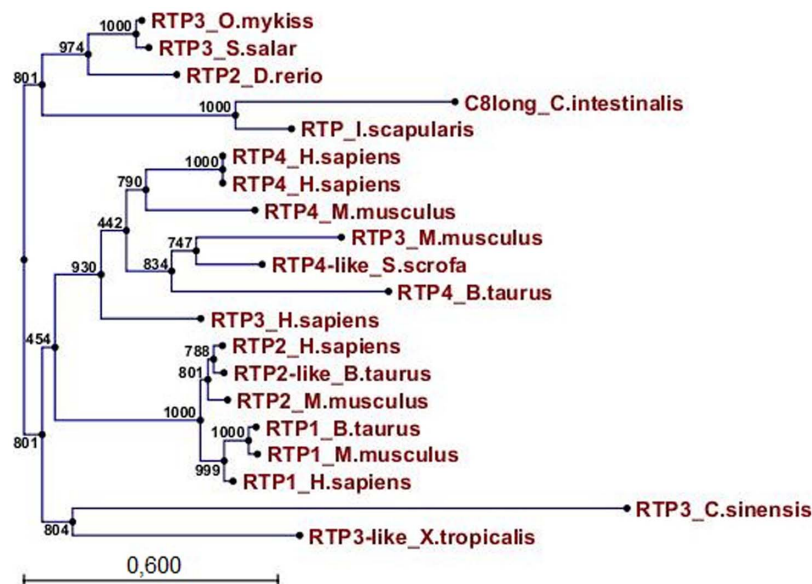 RTP3_O.mykiss
1000
RTP3_S.salar
974
RTP2_D.rerio
801
C8long_C.intestinalis
1000
RTP_I.scapularis
RTP4_H.sapiens
1000
RTP4_H.sapiens
790
RTP4_M.musculus
442
RTP3_M.musculus
747
RTP4-like_S.scrofa
834
930
RTP4_B.taurus
RTP3_H.sapiens
454
RTP2_H.sapiens
788
RTP2-like_B.taurus
801
RTP2_M.musculus
1000
RTP1_B.taurus
1000
RTP1_M.musculus
999
RTP1_H.sapiens
801
RTP3_C.sinensis
804
RTP3-like_X.tropicalis
0,600